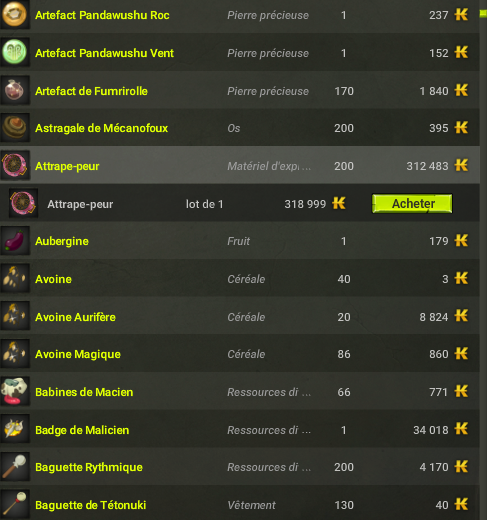 Artefact Pandawushu Roc Pierre précieuse 1 237
Artefact Pandawushu Vent Pierre précieuse 1 152
Artefact de Fumrirolle Pierre précieuse 170 1 840
Astragale de Mécanofoux Os 200 395
Attrape-peur Matériel d'expl ... 200 312 483
Attrape-peur lot de 1 318 999 Acheter
Aubergine Fruit 1 179
Avoine Céréale 40 3
Avoine Aurifère Céréale 20 8 824
Avoine Magique Céréale 86 860
Babines de Macien Ressources di ... 66 771
Badge de Malicien Ressources di ... 1 34 018
Baguette Rythmique Ressources di ... 200 4 170
Baguette de Tétonuki Vêtement 130 40